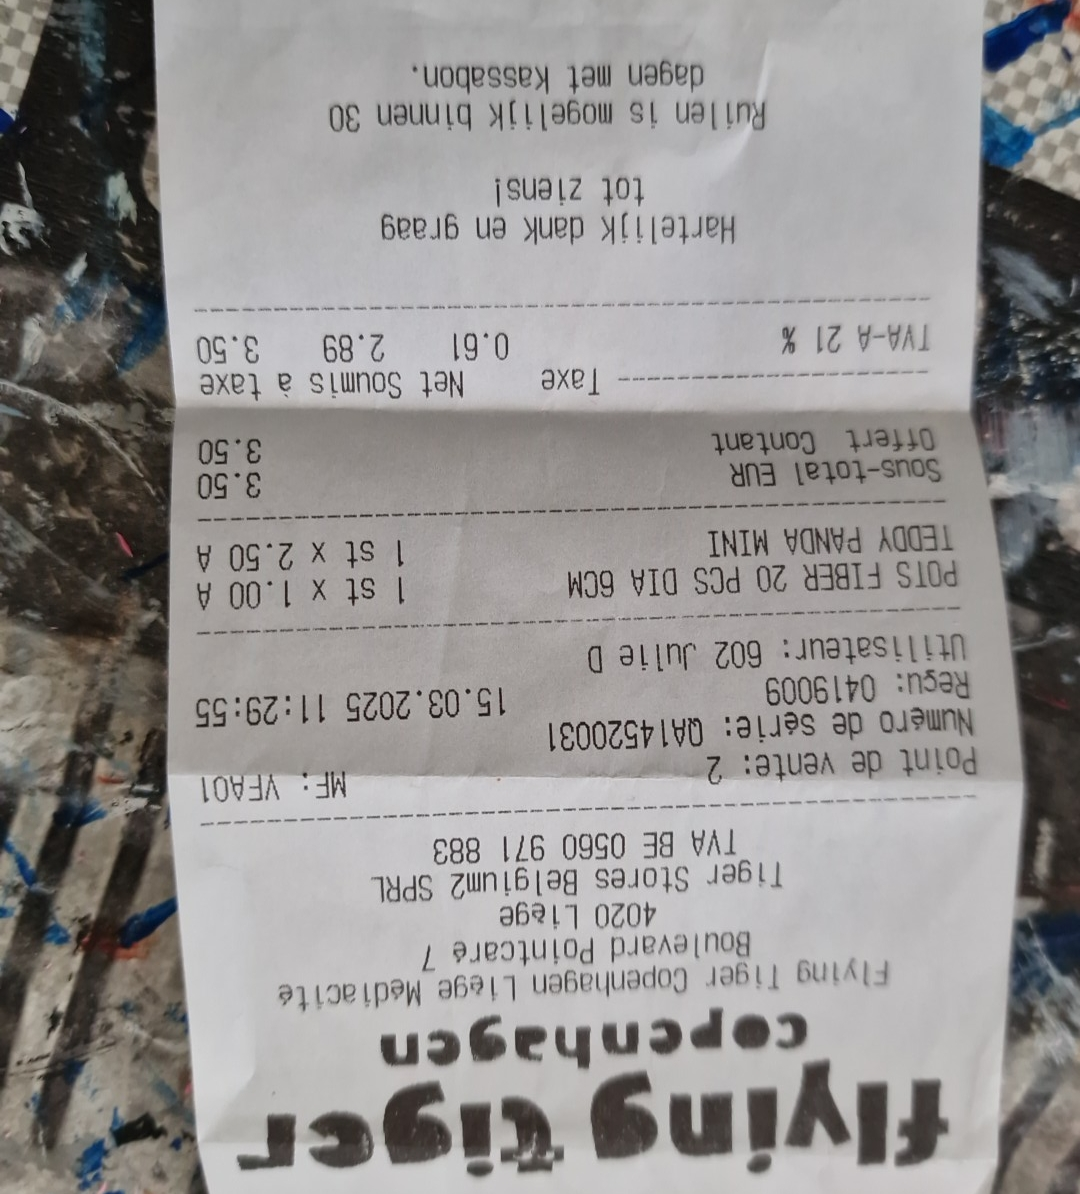 flying tiger
copenhagen
Flying Tiger Copenhagen Liège Médiacité
Boulevard Pointcaré 7
4020 Liège
Tiger Stores Belgium2 SPRL
TVA BE 0560 971 883
Point de vente: 2 MF: VFA01
Numéro de série: QA14520031
Reçu: 0419009 15.03.2025 11:29:55
Utilisateur: 602 Julie D
POTS FIBER 20 PCS DIA 6CM 1 st x 1.00 A
TEDDY PANDA MINI 1 st x 2.50 A
Sous-total EUR 3.50
Offert Contant 3.50
Taxe Net Soumis à taxe
TVA-A 21 % 0.61 2.89 3.50
Hartelijk dank en graag
tot ziens!
Ruilen is mogelijk binnen 30
dagen met kassabon.